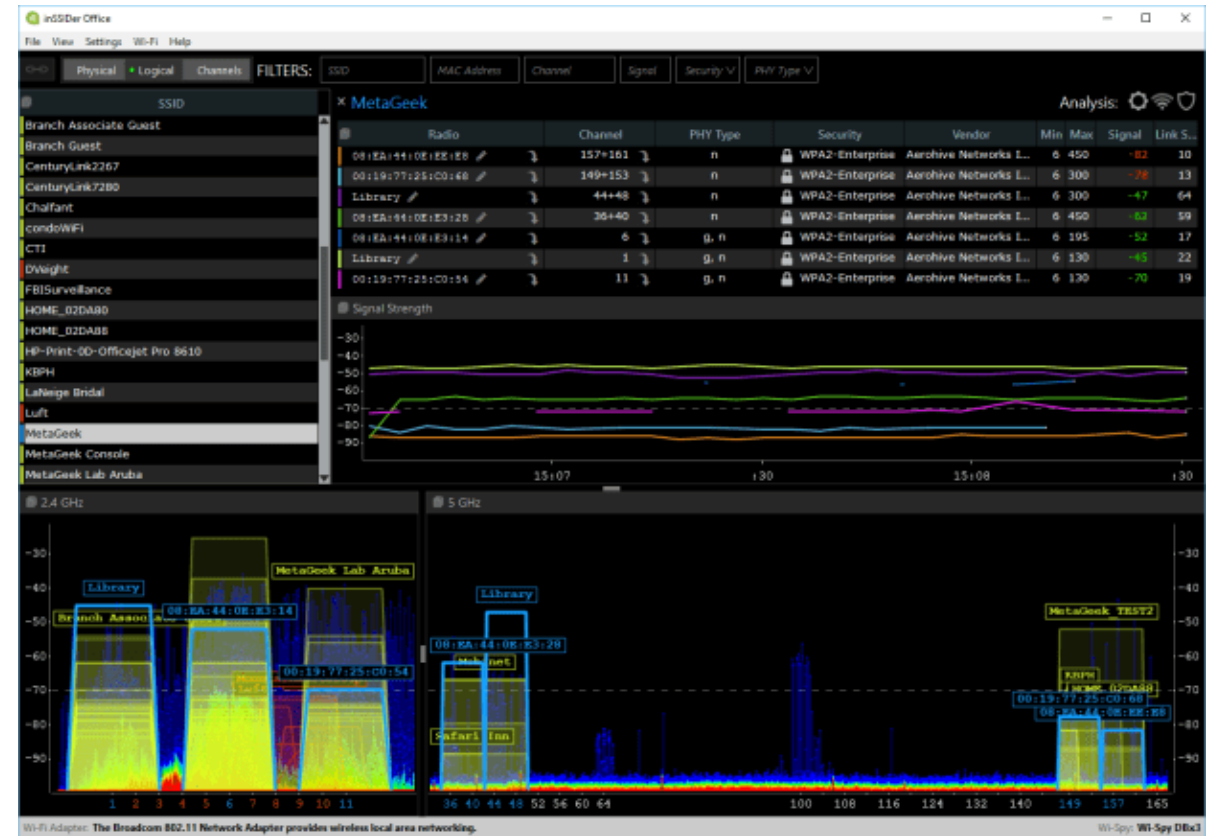 inSSIDer Office
File View Settings Wi-Fi Help
Physical Logical Channels FILTERS: SSID MAC Address Channel Signal Security PHY Type
SSID
Branch Associate Guest
Branch Guest
CenturyLink2267
CenturyLink7280
Chalfant
condoWiFi
CTI
DVeight
FBISurveillance
HOME_02DA80
HOME_02DA88
HP-Print-0D-Officejet Pro 8610
KBPH
LaNeige Bridal
Luft
MetaGeek
MetaGeek Console
MetaGeek Lab Aruba
× MetaGeek Analysis:
Radio Channel PHY Type Security Vendor Min Max Signal Link S...
08:EA:44:0E:EE:E8 157+161 n WPA2-Enterprise Aerohive Networks I... 6 450 -82 10
00:19:77:25:C0:68 149+153 n WPA2-Enterprise Aerohive Networks I... 6 300 -78 13
Library 44+48 n WPA2-Enterprise Aerohive Networks I... 6 300 -47 64
08:EA:44:0E:E3:28 36+40 n WPA2-Enterprise Aerohive Networks I... 6 450 -62 59
08:EA:44:0E:E3:14 6 g, n WPA2-Enterprise Aerohive Networks I... 6 195 -52 17
Library 1 g, n WPA2-Enterprise Aerohive Networks I... 6 130 -45 22
00:19:77:25:C0:54 11 g, n WPA2-Enterprise Aerohive Networks I... 6 130 -70 19
Signal Strength
-30
-40
-50
-60
-70
-80
-90
15:07 :30 15:08 :30
2.4 GHz
-30
-40
-50
-60
-70
-80
-90
MetaGeek Lab Aruba
Library
08:EA:44:0E:E3:14
Branch Assoc
00:19:77:25:C0:54
1 2 3 4 5 6 7 8 9 10 11
5 GHz
Library
MetaGeek_TEST2
08:EA:44:0E:E3:28
net
KBPH
HOME_02DA88
00:19:77:25:C0:68
08:EA:44:0E:EE:E8
Safari Inn
-30
-40
-50
-60
-70
-80
-90
36 40 44 48 52 56 60 64 100 108 116 124 132 140 149 157 165
Wi-Fi Adapter: The Broadcom 802.11 Network Adapter provides wireless local area networking. Wi-Spy: Wi-Spy DBx3